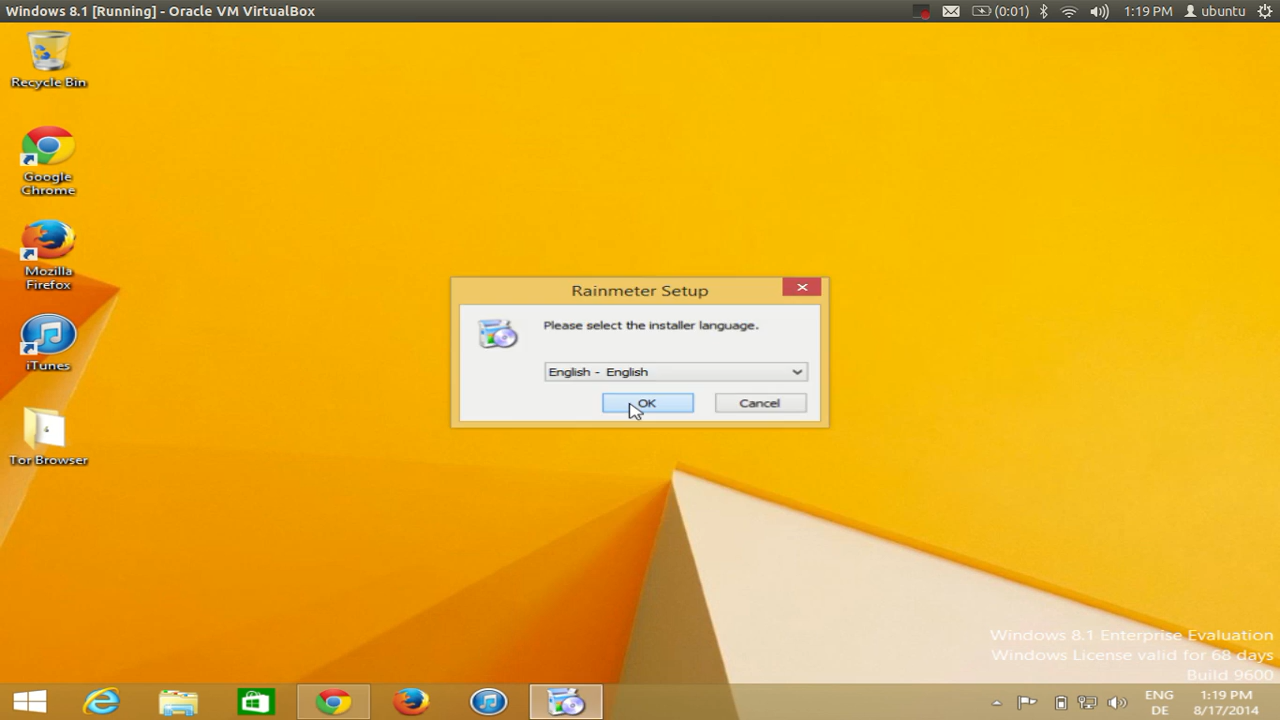 Windows 8.1 [Running] - Oracle VM VirtualBox
(0:01) 1:19 PM ubuntu
Recycle Bin
Google
Chrome
Mozilla
Firefox
iTunes
Tor Browser
Rainmeter Setup
Please select the installer language.
English - English
OK
Cancel
Windows 8.1 Enterprise Evaluation
Windows License valid for 68 days
Build 9600
ENG
DE
1:19 PM
8/17/2014